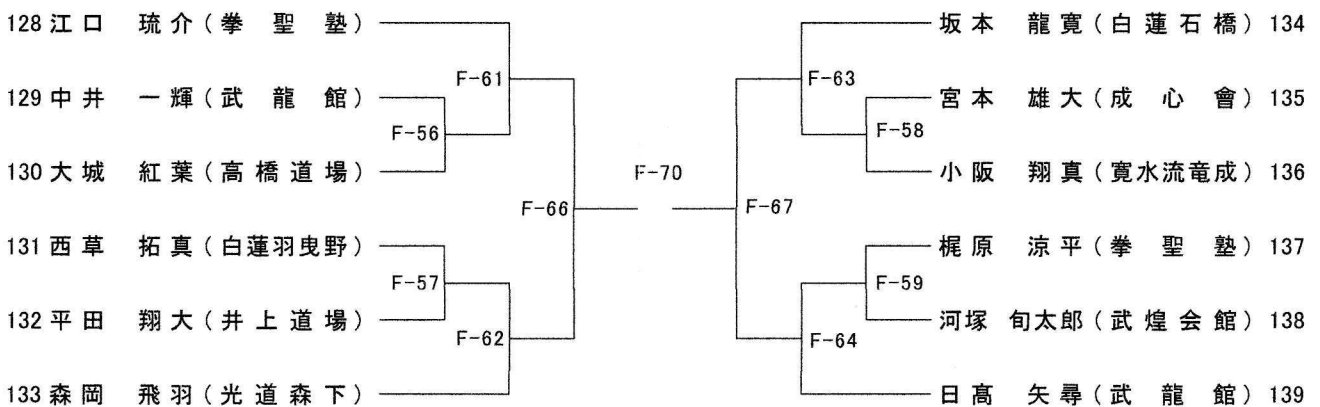 128 江口 琉介(拳聖塾)
坂本 龍寛(白蓮石橋) 134
F-61
F-63
129 中井 一輝(武龍館)
宮本 雄大(成心會) 135
F-56
F-58
130 大城 紅葉(高橋道場)
F-70
小阪 翔真(寛水流竜成) 136
F-66
F-67
131 西草 拓真(白蓮羽曳野)
梶原 涼平(拳聖塾) 137
F-57
F-59
132 平田 翔大(井上道場)
河塚 旬太郎(武煌会館) 138
F-62
F-64
133 森岡 飛羽(光道森下)
日髙 矢尋(武龍館) 139